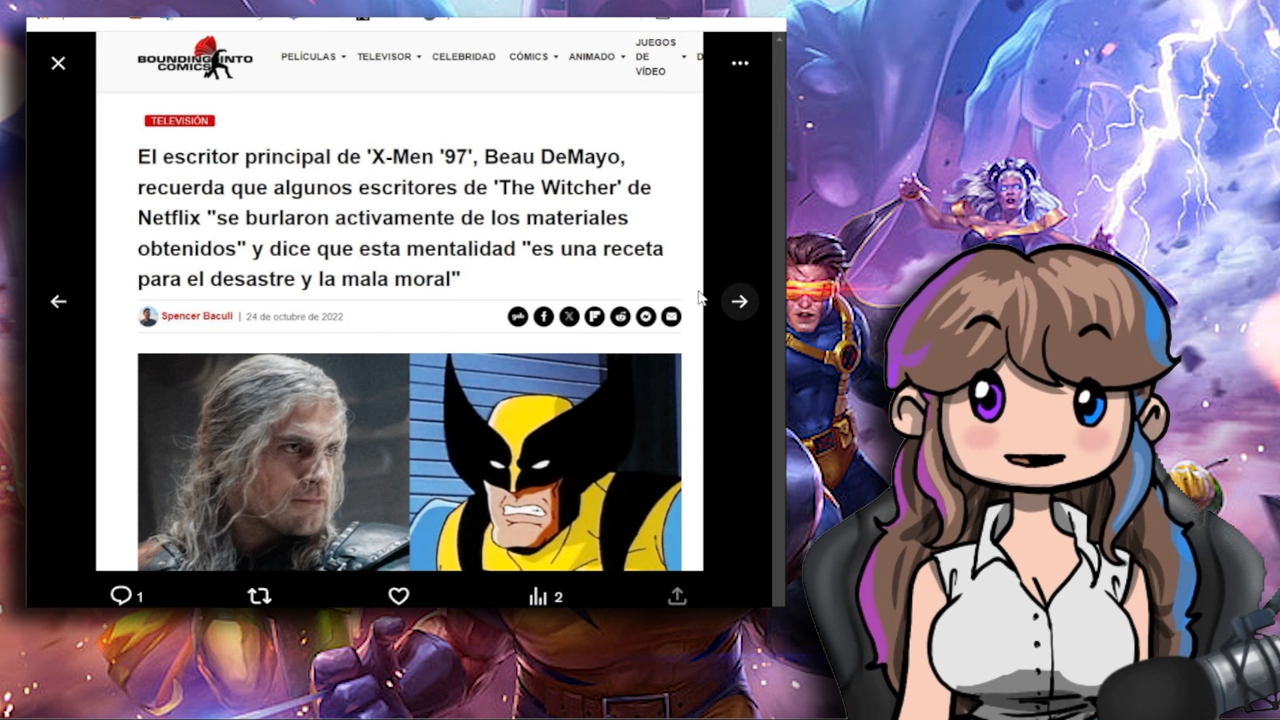 BOUNDING INTO
COMICS
PELÍCULAS
TELEVISOR
CELEBRIDAD
CÓMICS
ANIMADO
JUEGOS
DE
VÍDEO
D
TELEVISIÓN
El escritor principal de 'X-Men '97', Beau DeMayo,
recuerda que algunos escritores de 'The Witcher' de
Netflix "se burlaron activamente de los materiales
obtenidos" y dice que esta mentalidad "es una receta
para el desastre y la mala moral"
Spencer Baculi | 24 de octubre de 2022
gab
1
2